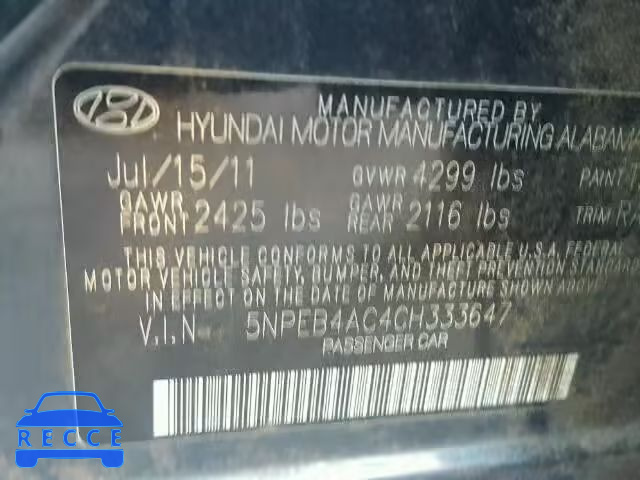 MANUFACTURED BY
HYUNDAI MOTOR MANUFACTURING ALABAMA
Jul/15/11 GVWR 4299 lbs PAINT
GAWR FRONT 2425 lbs GAWR REAR 2116 lbs TRIM
THIS VEHICLE CONFORMS TO ALL APPLICABLE U.S.A. FEDERAL
MOTOR VEHICLE SAFETY, BUMPER, AND THEFT PREVENTION STANDARDS
IN EFFECT ON THE DATE OF MANUFACTURE SHOWN ABOVE
V.I.N 5NPEB4AC4CH333647
PASSENGER CAR
RECCE